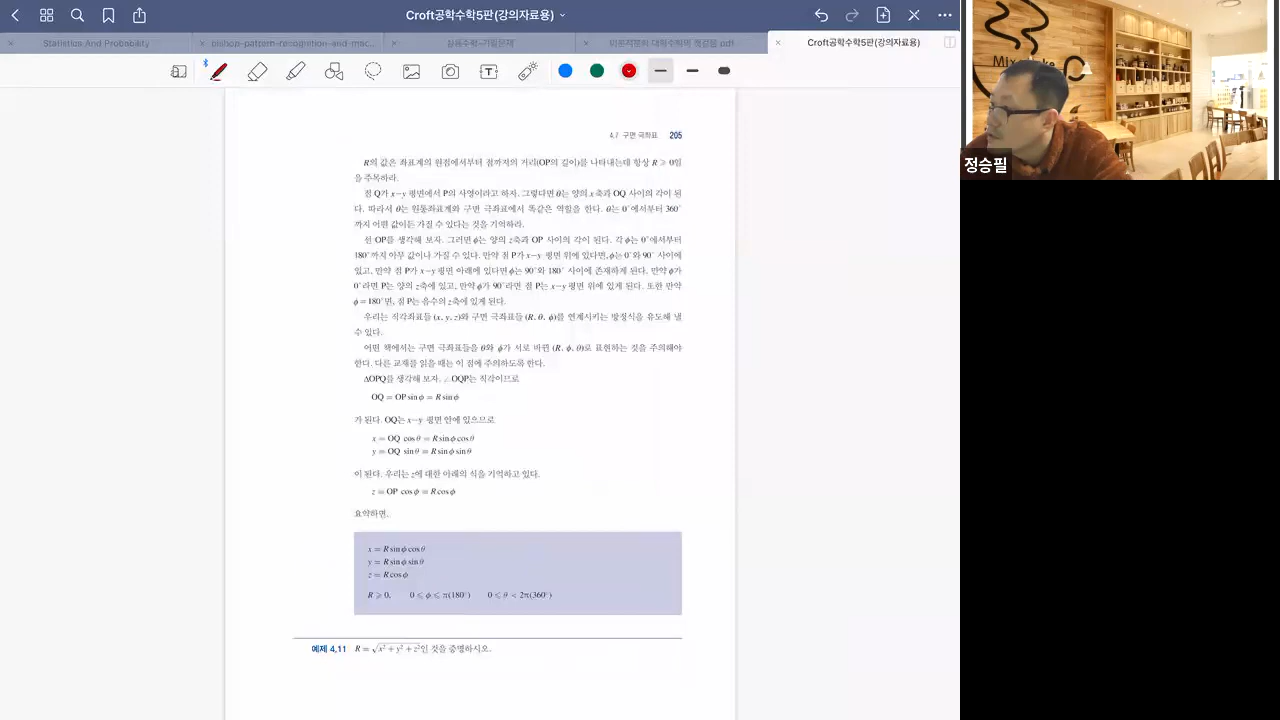 Croft공학수학5판(강의자료용)
Statistics And Probability
bishop-pattern-recognition-and-mac...
Croft공학수학5판(강의자료용)
정승필
4.7 구면 극좌표 205
R의 값은 좌표계의 원점에서부터 점까지의 거리(OP의 길이)를 나타내는데 항상 R ⩾ 0임
을 주목하라.
점 Q가 x-y 평면에서 P의 사영이라고 하자. 그렇다면 θ는 양의 x축과 OQ 사이의 각이 된
다. 따라서 θ는 원통좌표계와 구면 극좌표에서 똑같은 역할을 한다. θ는 0°에서부터 360°
까지 어떤 값이든 가질 수 있다는 것을 기억하라.
선 OP를 생각해 보자. 그러면 ϕ는 양의 z축과 OP 사이의 각이 된다. 각 ϕ는 0°에서부터
180°까지 아무 값이나 가질 수 있다. 만약 점 P가 x-y 평면 위에 있다면, ϕ는 0°와 90° 사이에
있고, 만약 점 P가 x-y 평면 아래에 있다면 ϕ는 90°와 180° 사이에 존재하게 된다. 만약 ϕ가
0°라면 P는 양의 z축에 있고, 만약 ϕ가 90°라면 점 P는 x-y 평면 위에 있게 된다. 또한 만약
ϕ = 180°면, 점 P는 음수의 z축에 있게 된다.
우리는 직각좌표들 (x, y, z)와 구면 극좌표들 (R, θ, ϕ)를 연계시키는 방정식을 유도해 낼
수 있다.
어떤 책에서는 구면 극좌표들을 θ와 ϕ가 서로 바뀐 (R, ϕ, θ)로 표현하는 것을 주의해야
한다. 다른 교재를 읽을 때는 이 점에 주의하도록 한다.
ΔOPQ를 생각해 보자. ∠OQP는 직각이므로
OQ = OP sin ϕ = R sin ϕ
가 된다. OQ는 x-y 평면 안에 있으므로
x = OQ cos θ = R sin ϕ cos θ
y = OQ sin θ = R sin ϕ sin θ
이 된다. 우리는 z에 대한 아래의 식을 기억하고 있다.
z = OP cos ϕ = R cos ϕ
요약하면,
x = R sin ϕ cos θ
y = R sin ϕ sin θ
z = R cos ϕ
R ⩾ 0, 0 ⩽ ϕ ⩽ π(180°) 0 ⩽ θ < 2π(360°)
예제 4.11 R = √x² + y² + z²인 것을 증명하시오.